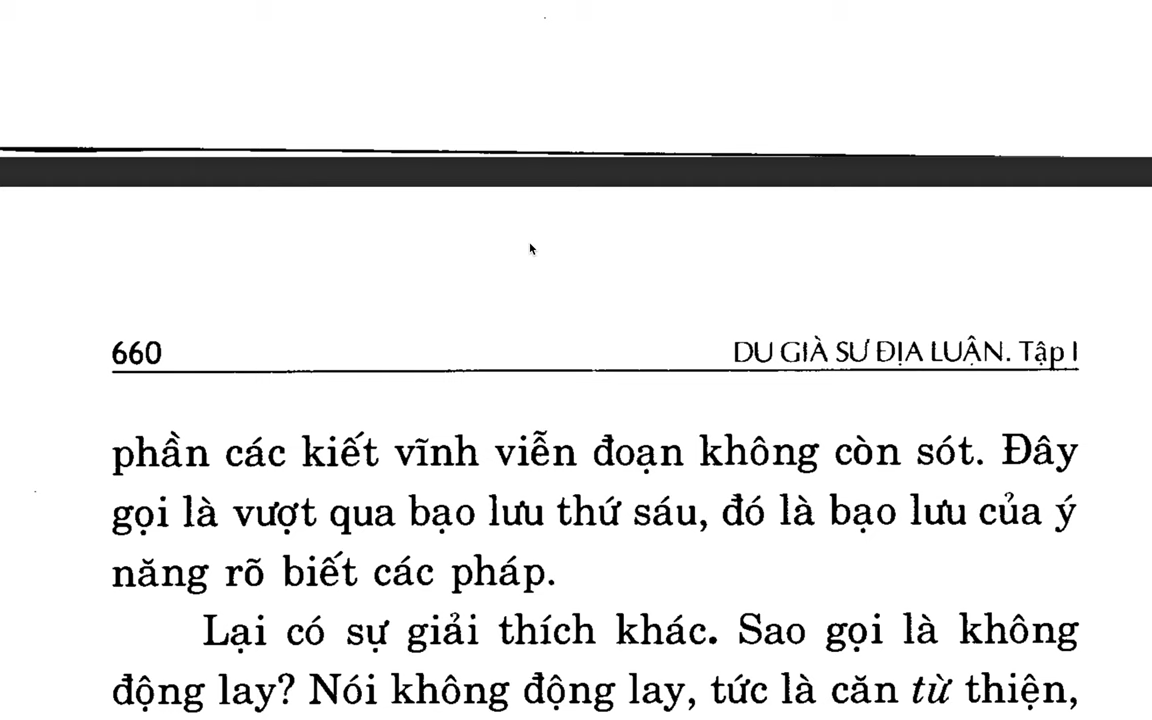 660
DU GIÀ SƯ ĐỊA LUẬN. Tập I
phần các kiết vĩnh viễn đoạn không còn sót. Đây
gọi là vượt qua bạo lưu thứ sáu, đó là bạo lưu của ý
năng rõ biết các pháp.
Lại có sự giải thích khác. Sao gọi là không
động lay? Nói không động lay, tức là căn từ thiện,